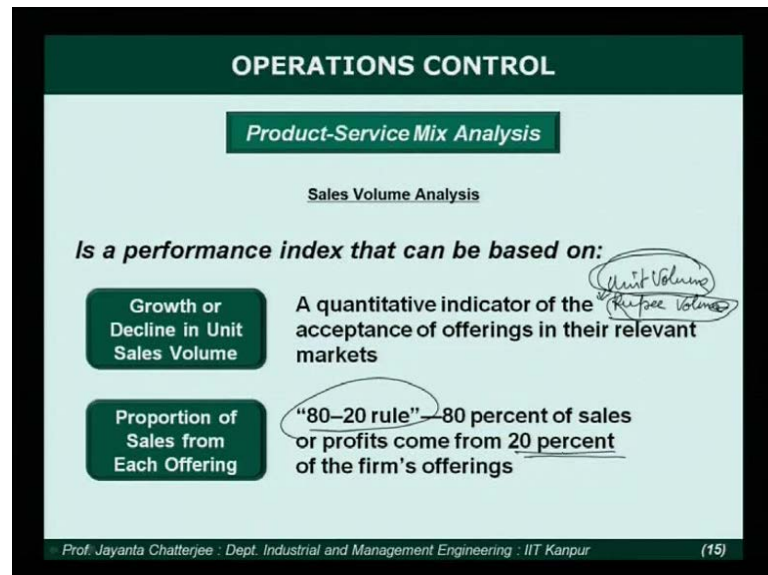 OPERATIONS CONTROL
Product-Service Mix Analysis
Sales Volume Analysis
Is a performance index that can be based on:
Unit Volume
Rupee Volume
Growth or
Decline in Unit
Sales Volume
A quantitative indicator of the
acceptance of offerings in their relevant
markets
Proportion of
Sales from
Each Offering
"80–20 rule"—80 percent of sales
or profits come from 20 percent
of the firm's offerings
Prof. Jayanta Chatterjee : Dept. Industrial and Management Engineering : IIT Kanpur
(15)